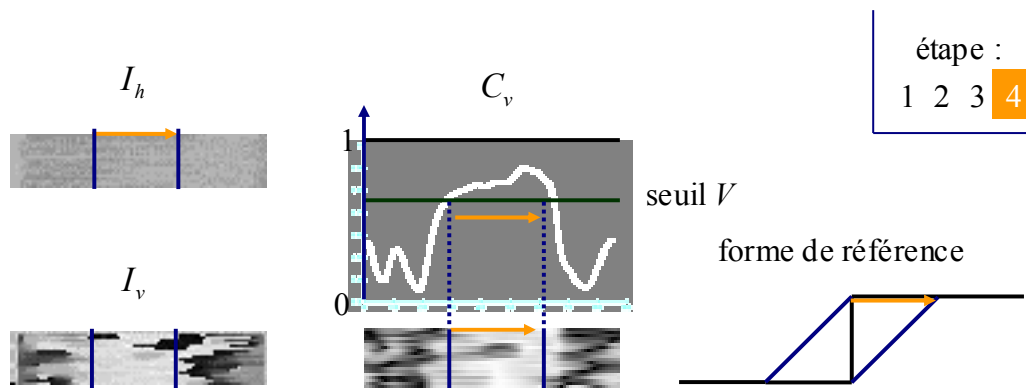 étape :
1 2 3 4
I_h
C_v
1
seuil V
forme de référence
I_v
0